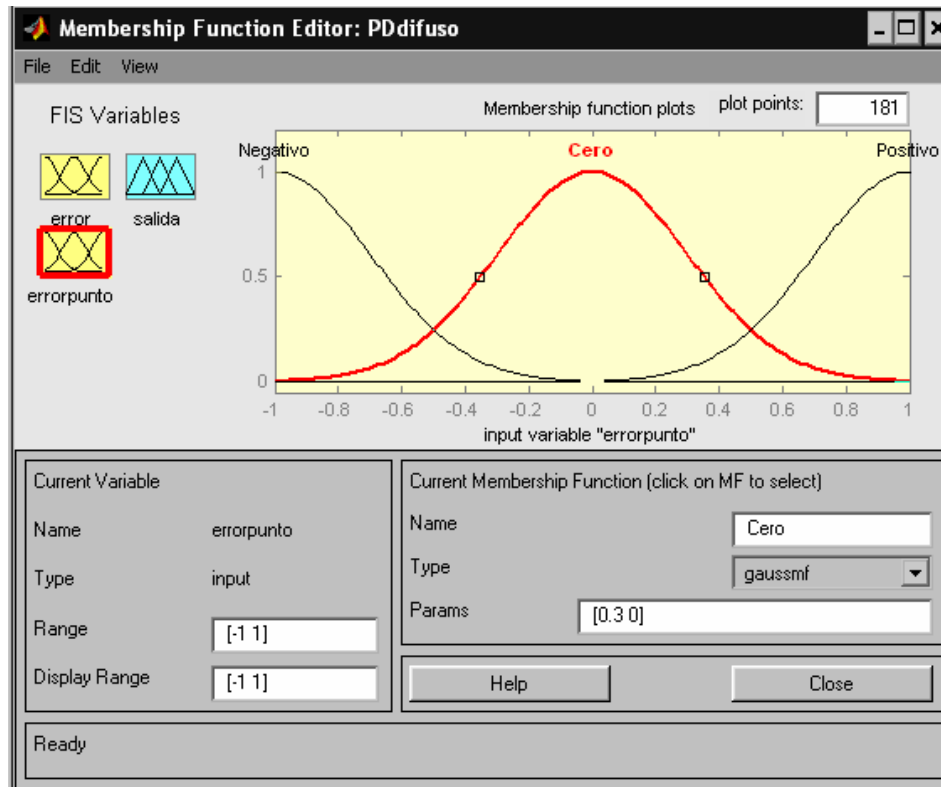 Membership Function Editor: PDdifuso
File Edit View
FIS Variables
Membership function plots
plot points:
181
error
salida
errorpunto
Negativo
Cero
Positivo
1
0.5
0
-1 -0.8 -0.6 -0.4 -0.2 0 0.2 0.4 0.6 0.8 1
input variable "errorpunto"
Current Variable
Name errorpunto
Type input
Range [-1 1]
Display Range [-1 1]
Current Membership Function (click on MF to select)
Name Cero
Type gaussmf
Params [0.3 0]
Help
Close
Ready